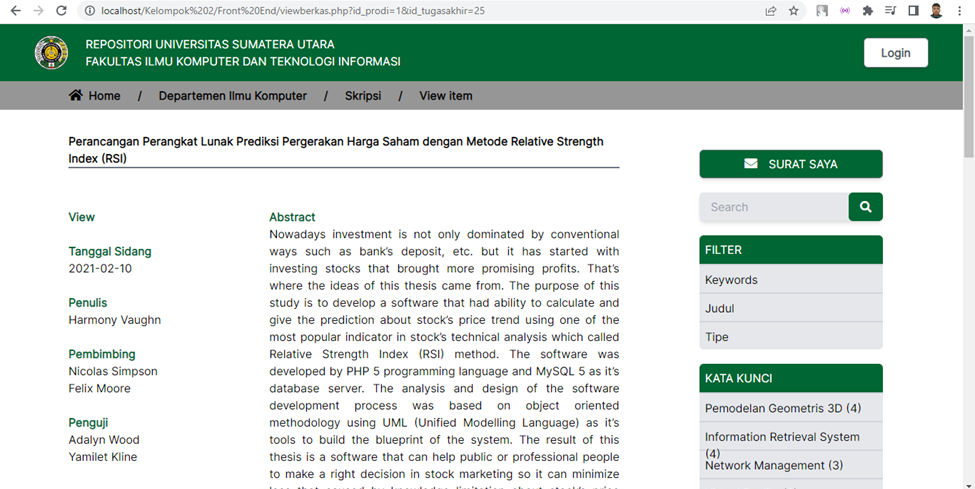 localhost/Kelompok%202/Front%20End/viewberkas.php?id_prodi=1&id_tugasakhir=25
REPOSITORI UNIVERSITAS SUMATERA UTARA
FAKULTAS ILMU KOMPUTER DAN TEKNOLOGI INFORMASI
Login
Home / Departemen Ilmu Komputer / Skripsi / View item
Perancangan Perangkat Lunak Prediksi Pergerakan Harga Saham dengan Metode Relative Strength
Index (RSI)
View
Tanggal Sidang
2021-02-10
Penulis
Harmony Vaughn
Pembimbing
Nicolas Simpson
Felix Moore
Penguji
Adalyn Wood
Yamilet Kline
Abstract
Nowadays investment is not only dominated by conventional
ways such as bank's deposit, etc. but it has started with
investing stocks that brought more promising profits. That's
where the ideas of this thesis came from. The purpose of this
study is to develop a software that had ability to calculate and
give the prediction about stock's price trend using one of the
most popular indicator in stock's technical analysis which called
Relative Strength Index (RSI) method. The software was
developed by PHP 5 programming language and MySQL 5 as it's
database server. The analysis and design of the software
development process was based on object oriented
methodology using UML (Unified Modelling Language) as it's
tools to build the blueprint of the system. The result of this
thesis is a software that can help public or professional people
to make a right decision in stock marketing so it can minimize
SURAT SAYA
Search
FILTER
Keywords
Judul
Tipe
KATA KUNCI
Pemodelan Geometris 3D (4)
Information Retrieval System
(4)
Network Management (3)